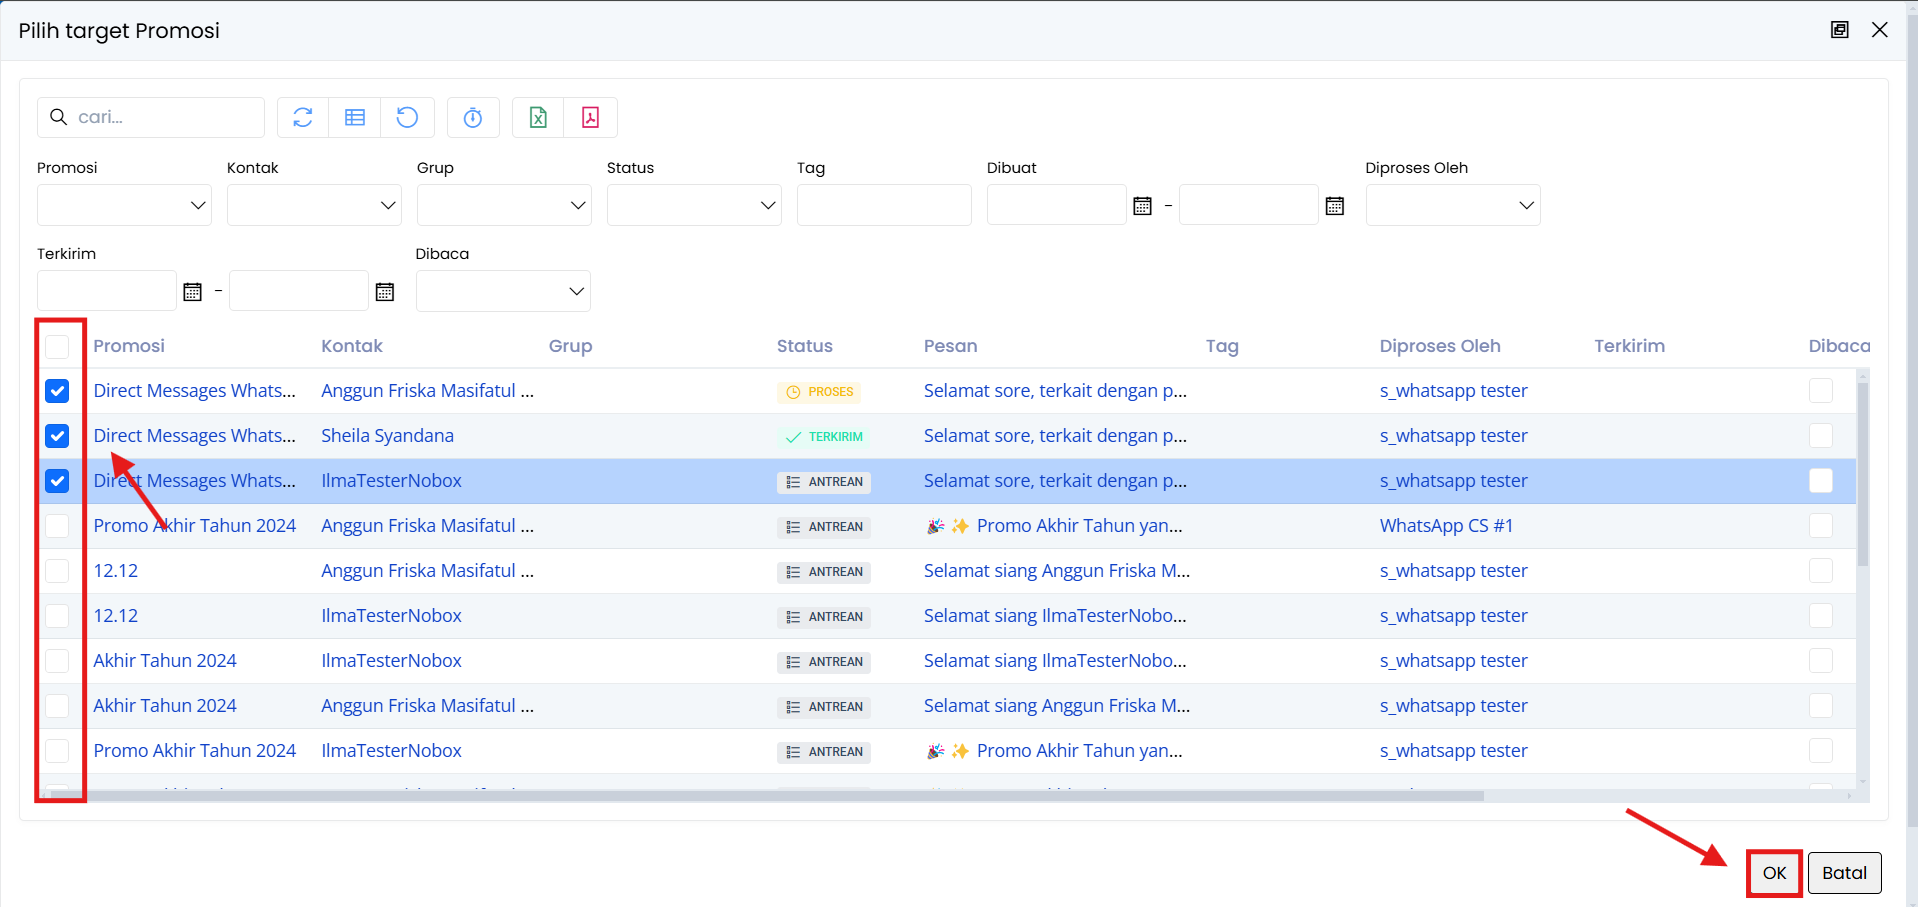 Pilih target Promosi
cari...
Promosi Kontak Grup Status Tag Dibuat Diproses Oleh
-
Terkirim Dibaca
-
Promosi Kontak Grup Status Pesan Tag Diproses Oleh Terkirim Dibaca
Direct Messages Whats... Anggun Friska Masifatul ... PROSES Selamat sore, terkait dengan p... s_whatsapp tester
Direct Messages Whats... Sheila Syandana TERKIRIM Selamat sore, terkait dengan p... s_whatsapp tester
Direct Messages Whats... IlmaTesterNobox ANTREAN Selamat sore, terkait dengan p... s_whatsapp tester
Promo Akhir Tahun 2024 Anggun Friska Masifatul ... ANTREAN 🎉 ✨ Promo Akhir Tahun yan... WhatsApp CS #1
12.12 Anggun Friska Masifatul ... ANTREAN Selamat siang Anggun Friska M... s_whatsapp tester
12.12 IlmaTesterNobox ANTREAN Selamat siang IlmaTesterNobo... s_whatsapp tester
Akhir Tahun 2024 IlmaTesterNobox ANTREAN Selamat siang IlmaTesterNobo... s_whatsapp tester
Akhir Tahun 2024 Anggun Friska Masifatul ... ANTREAN Selamat siang Anggun Friska M... s_whatsapp tester
Promo Akhir Tahun 2024 IlmaTesterNobox ANTREAN 🎉 ✨ Promo Akhir Tahun yan... s_whatsapp tester
OK Batal